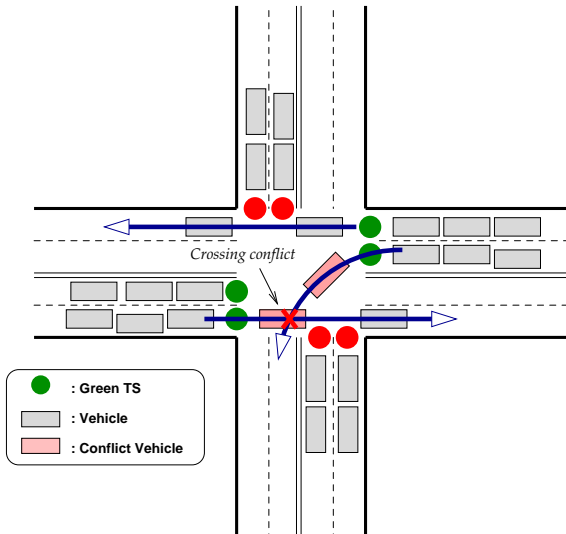 Crossing conflict
: Green TS
: Vehicle
: Conflict Vehicle